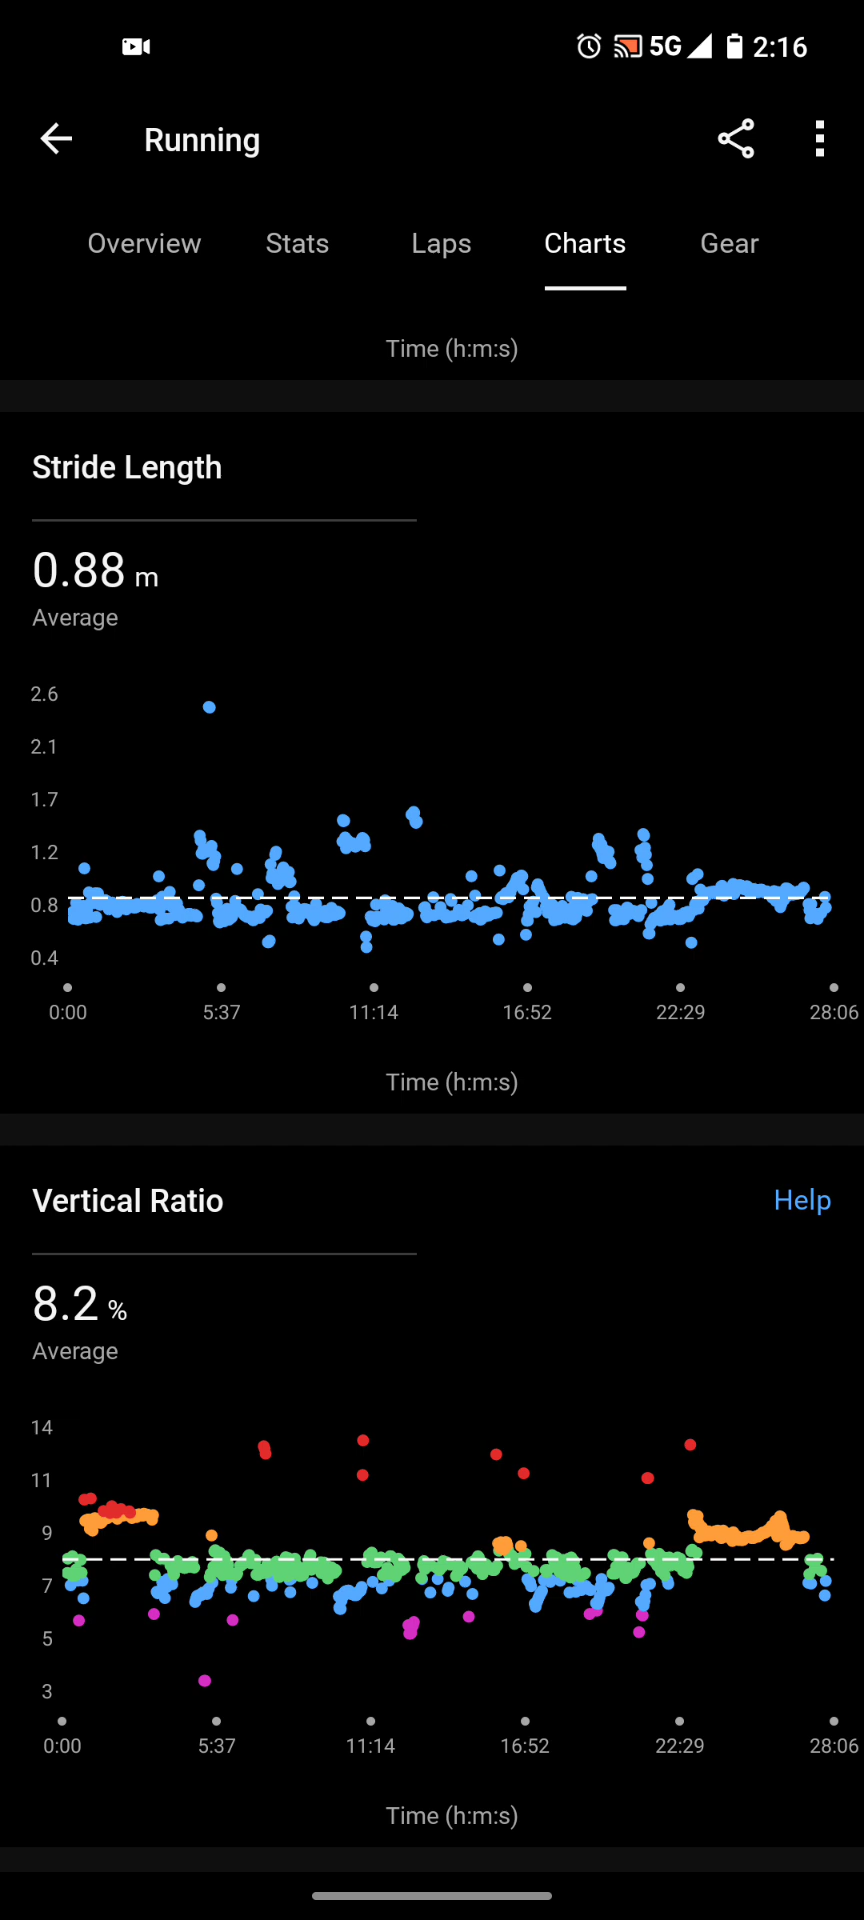 5G 2:16
Running
Overview Stats Laps Charts Gear
Time (h:m:s)
Stride Length
0.88 m
Average
2.6
2.1
1.7
1.2
0.8
0.4
0:00 5:37 11:14 16:52 22:29 28:06
Time (h:m:s)
Vertical Ratio Help
8.2 %
Average
14
11
9
7
5
3
0:00 5:37 11:14 16:52 22:29 28:06
Time (h:m:s)